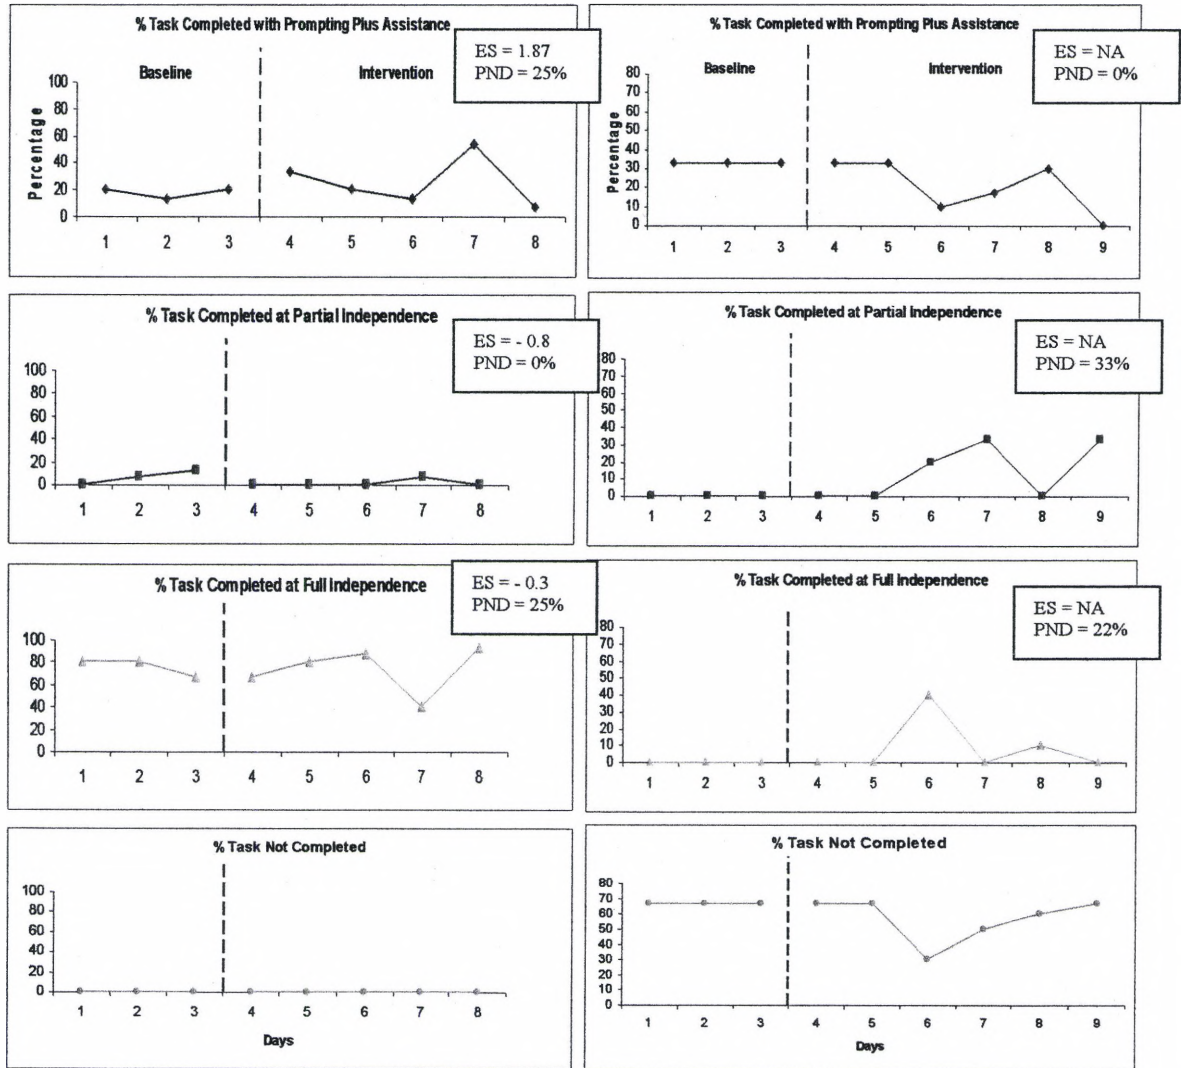 % Task Completed with Prompting Plus Assistance
ES = 1.87
PND = 25%
Baseline
Intervention
Percentage
100
80
60
40
20
0
1 2 3 4 5 6 7 8
% Task Completed with Prompting Plus Assistance
ES = NA
PND = 0%
Baseline
Intervention
Percentage
80
70
60
50
40
30
20
10
0
1 2 3 4 5 6 7 8 9
% Task Completed at Partial Independence
ES = - 0.8
PND = 0%
100
80
60
40
20
0
1 2 3 4 5 6 7 8
% Task Completed at Partial Independence
ES = NA
PND = 33%
80
70
60
50
40
30
20
10
0
1 2 3 4 5 6 7 8 9
% Task Completed at Full Independence
ES = - 0.3
PND = 25%
100
80
60
40
20
0
1 2 3 4 5 6 7 8
% Task Completed at Full Independence
ES = NA
PND = 22%
80
70
60
50
40
30
20
10
0
1 2 3 4 5 6 7 8 9
% Task Not Completed
100
80
60
40
20
0
1 2 3 4 5 6 7 8
Days
% Task Not Completed
80
70
60
50
40
30
20
10
0
1 2 3 4 5 6 7 8 9
Days